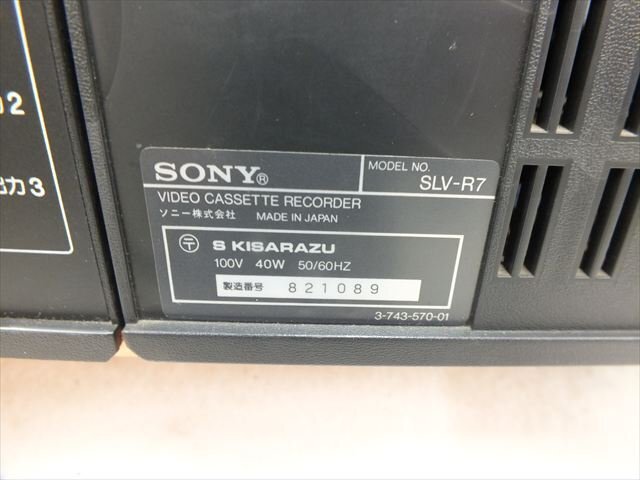 力2
出力3
SONY®
MODEL NO.
SLV-R7
VIDEO CASSETTE RECORDER
ソニー株式会社 MADE IN JAPAN
〒 S KISARAZU
100V 40W 50/60HZ
製造番号 821089
3-743-570-01